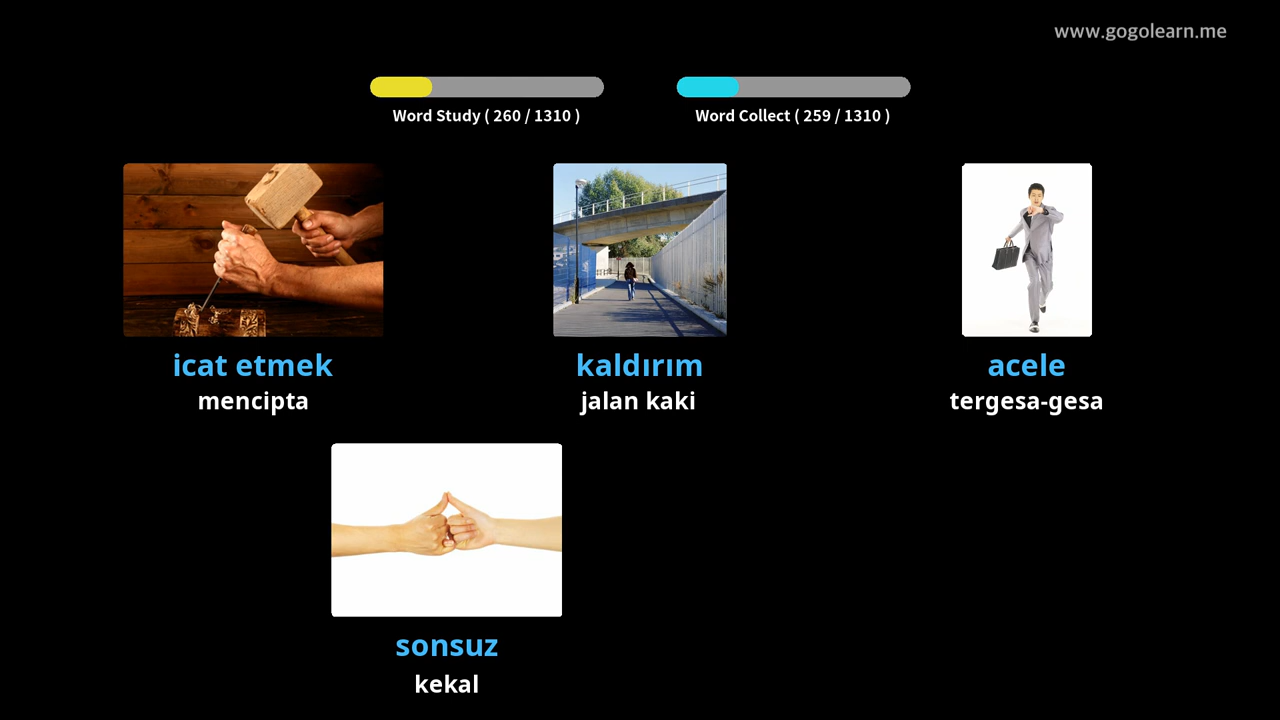 www.gogolearn.me
Word Study ( 260 / 1310 )
Word Collect ( 259 / 1310 )
icat etmek
mencipta
kaldırım
jalan kaki
acele
tergesa-gesa
sonsuz
kekal